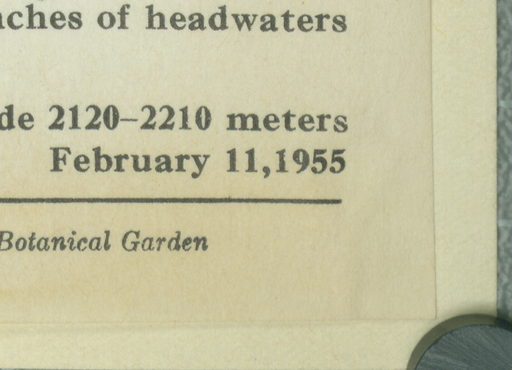 aches of headwaters
de 2120–2210 meters
February 11,1955
Botanical Garden